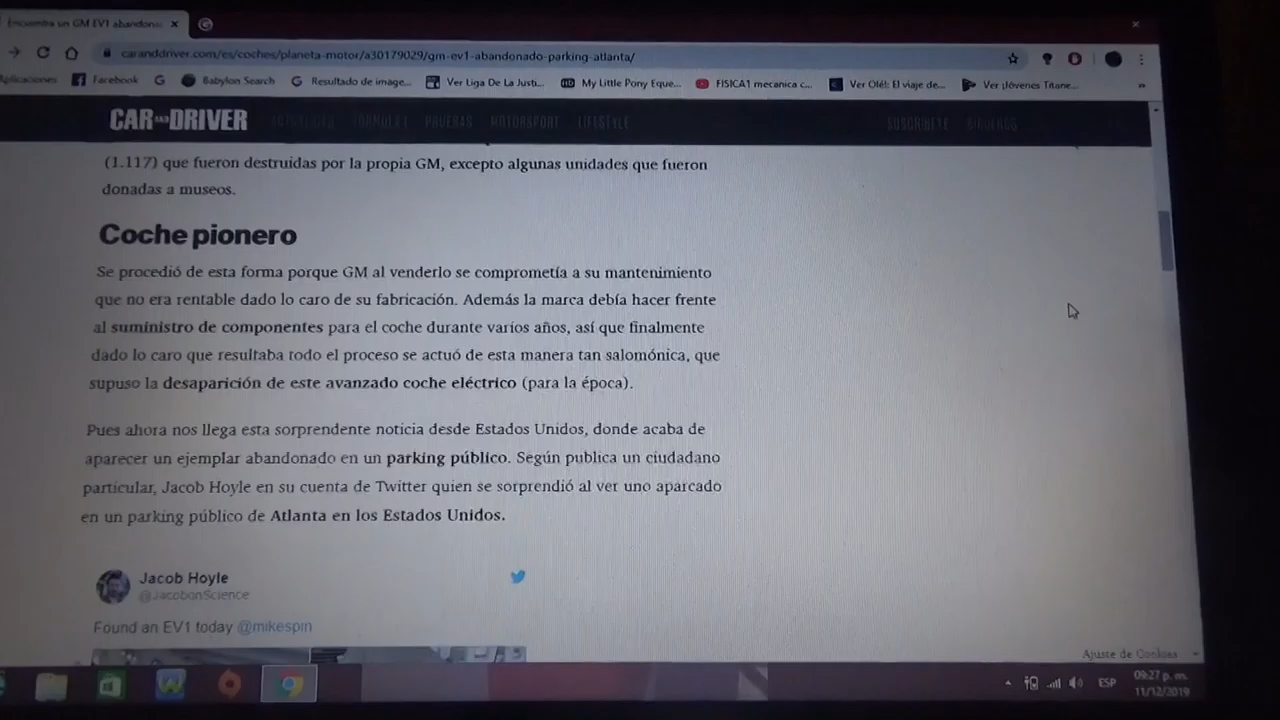 Encuentra un GM EV1 abandona
caranddriver.com/es/coches/planeta-motor/a30179029/gm-ev1-abandonado-parking-atlanta/
Aplicaciones Facebook Babylon Search Resultado de image... Ver Liga De La Justi... My Little Pony Eque... FISICA1 mecanica c... Ver Olé!: El viaje de... Ver ¡Jóvenes Titane... »
CAR AND DRIVER ACTUALIDAD FÓRMULA 1 PRUEBAS MOTORSPORT LIFESTYLE SUSCRÍBETE SÍGUENOS
(1.117) que fueron destruidas por la propia GM, excepto algunas unidades que fueron
donadas a museos.
Coche pionero
Se procedió de esta forma porque GM al venderlo se comprometía a su mantenimiento
que no era rentable dado lo caro de su fabricación. Además la marca debía hacer frente
al suministro de componentes para el coche durante varios años, así que finalmente
dado lo caro que resultaba todo el proceso se actuó de esta manera tan salomónica, que
supuso la desaparición de este avanzado coche eléctrico (para la época).
Pues ahora nos llega esta sorprendente noticia desde Estados Unidos, donde acaba de
aparecer un ejemplar abandonado en un parking público. Según publica un ciudadano
particular, Jacob Hoyle en su cuenta de Twitter quien se sorprendió al ver uno aparcado
en un parking público de Atlanta en los Estados Unidos.
Jacob Hoyle
@JacobonScience
Found an EV1 today @mikespin
Ajuste de Cookies
ESP 09:27 p. m.
11/12/2019